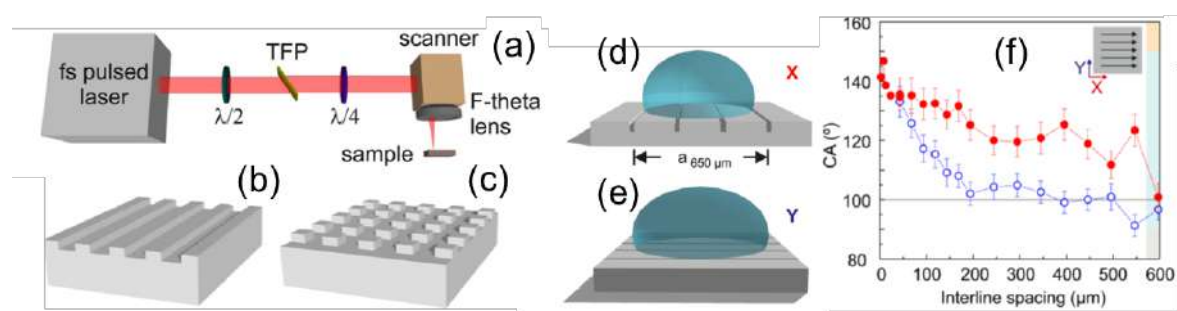 (a)
fs pulsed
laser
λ/2
TFP
λ/4
scanner
F-theta
lens
sample
(b)
(c)
(d)
X
a 650 μm
(e)
Y
(f)
Y
X
160
140
120
100
80
CA (º)
0
100
200
300
400
500
600
Interline spacing (μm)